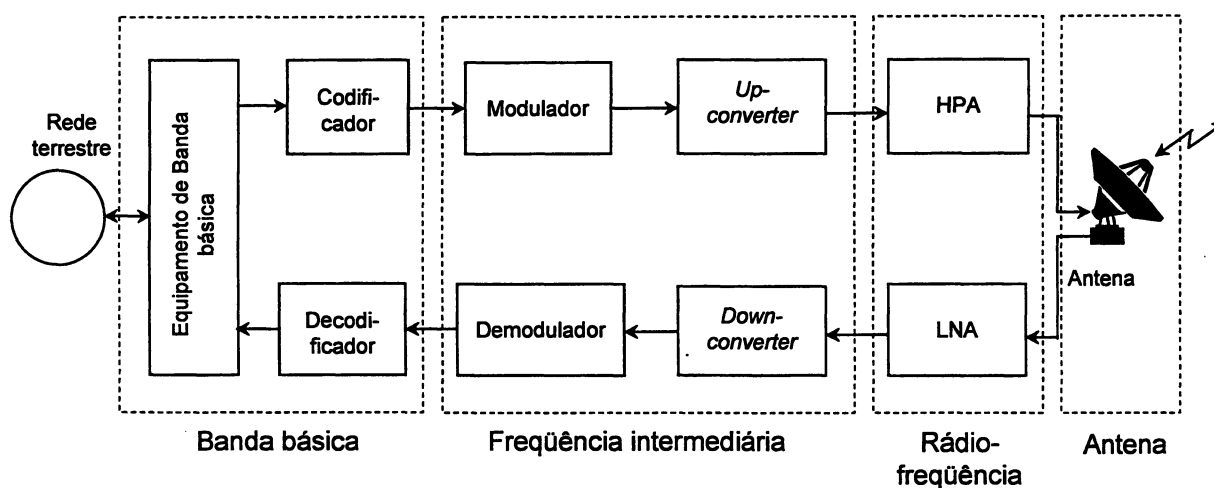 Rede
terrestre
Equipamento de Banda
básica
Codifi-
cador
Modulador
Up-
converter
HPA
Antena
Decodi-
ficador
Demodulador
Down-
converter
LNA
Banda básica
Freqüência intermediária
Rádio-
freqüência
Antena